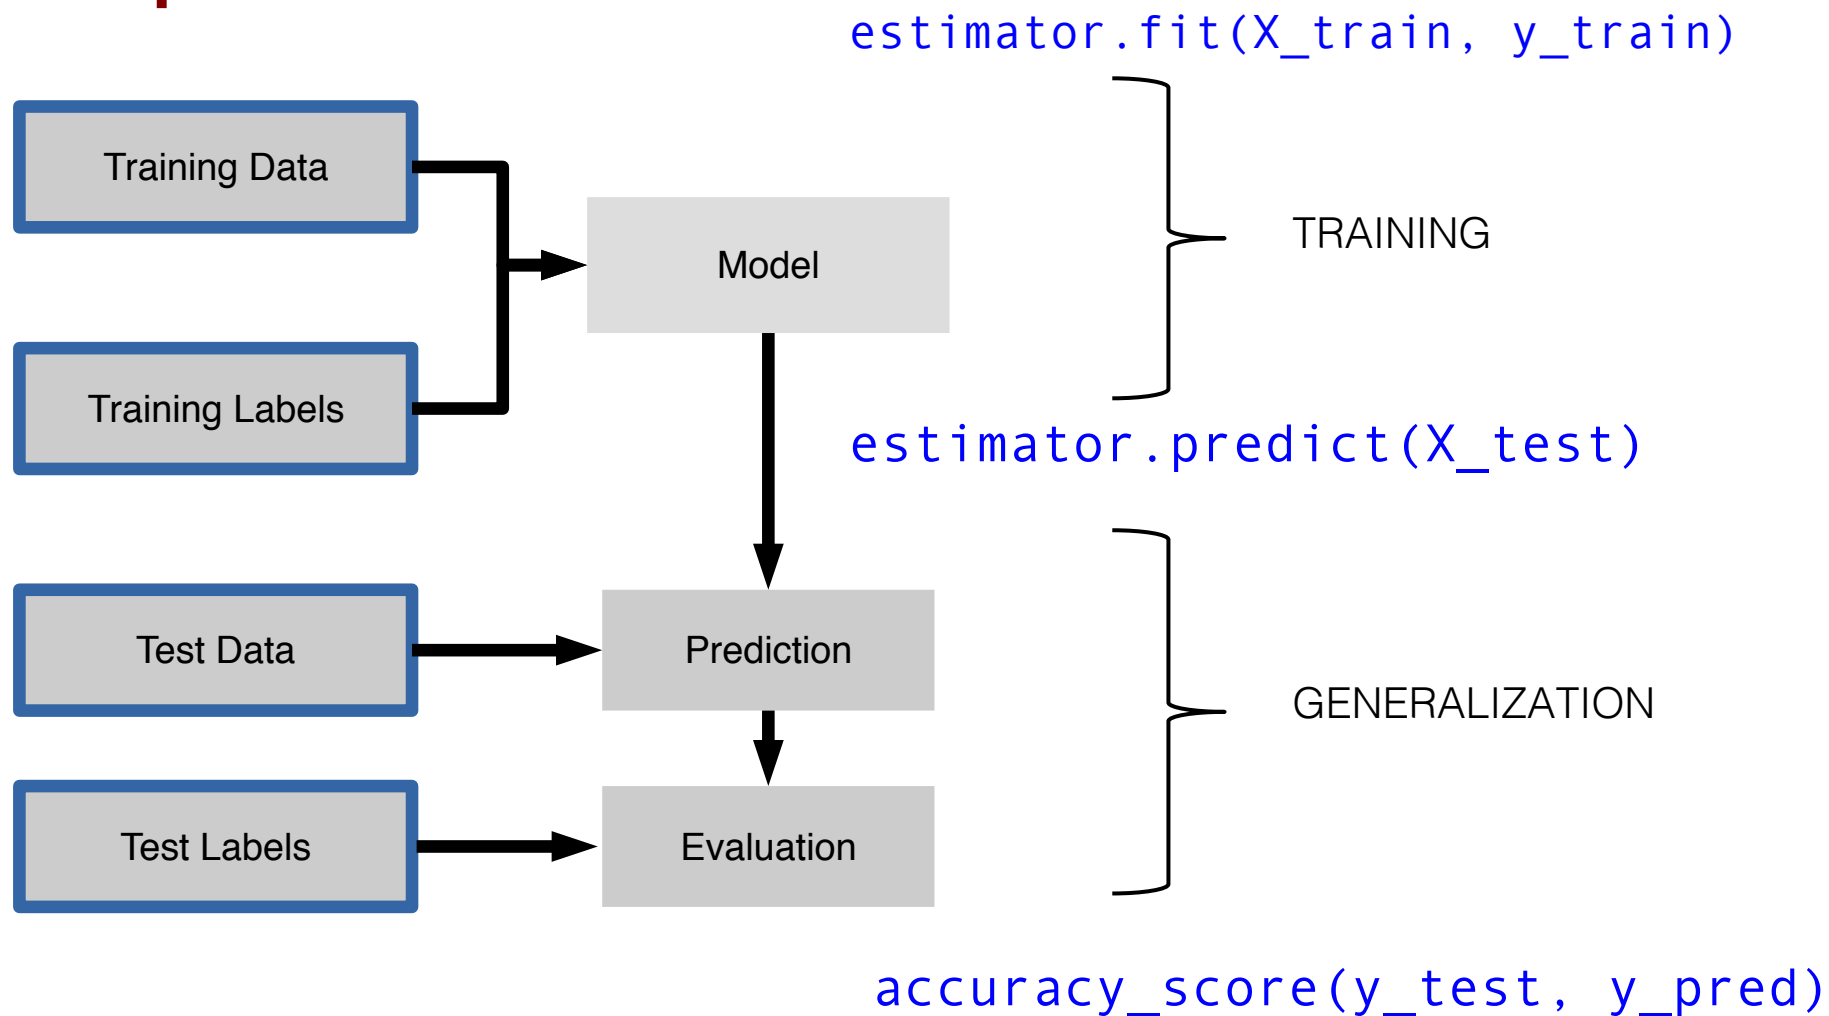 estimator.fit(X_train, y_train)
Training Data
Model
TRAINING
Training Labels
estimator.predict(X_test)
Test Data
Prediction
GENERALIZATION
Test Labels
Evaluation
accuracy_score(y_test, y_pred)